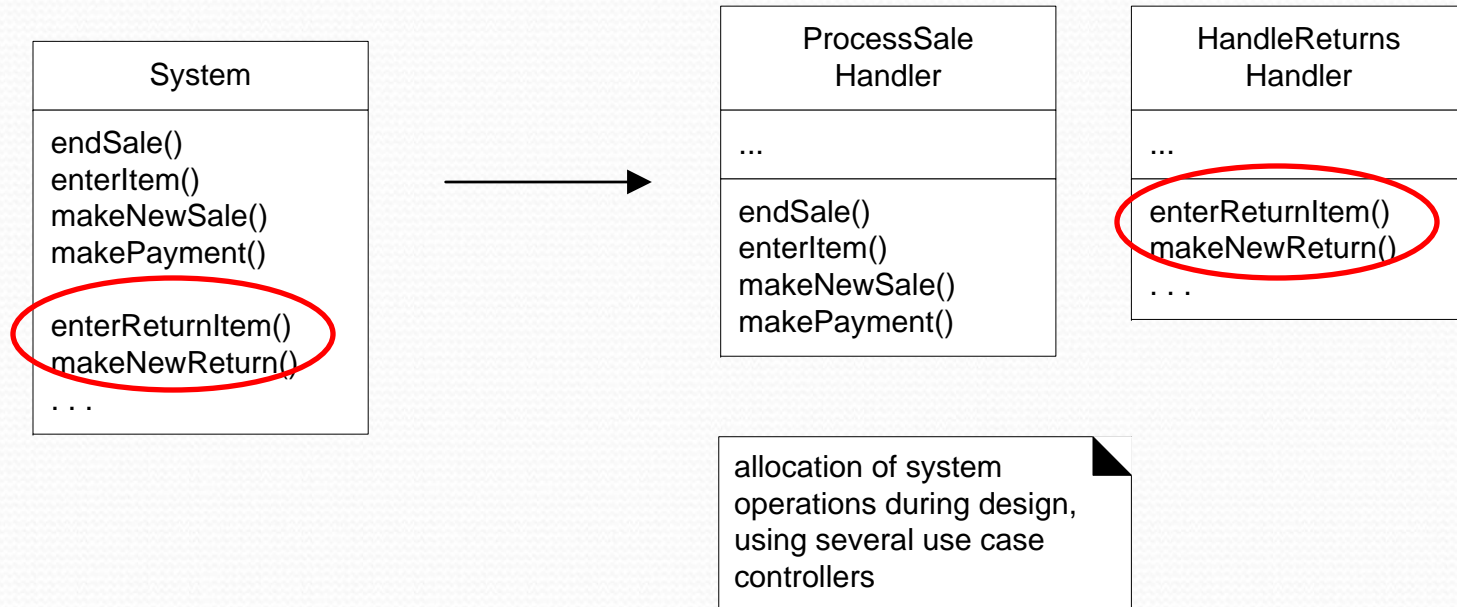 System
endSale()
enterItem()
makeNewSale()
makePayment()
enterReturnItem()
makeNewReturn()
. . .
ProcessSale
Handler
...
endSale()
enterItem()
makeNewSale()
makePayment()
HandleReturns
Handler
...
enterReturnItem()
makeNewReturn()
. . .
allocation of system
operations during design,
using several use case
controllers